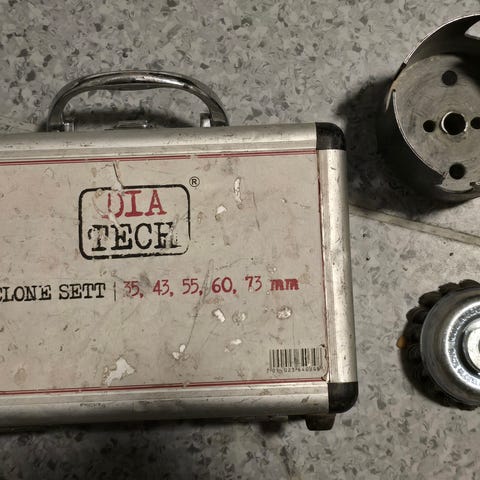 DIA
TECH
®
CLONE SETT | 35, 43, 55, 60, 73 mm